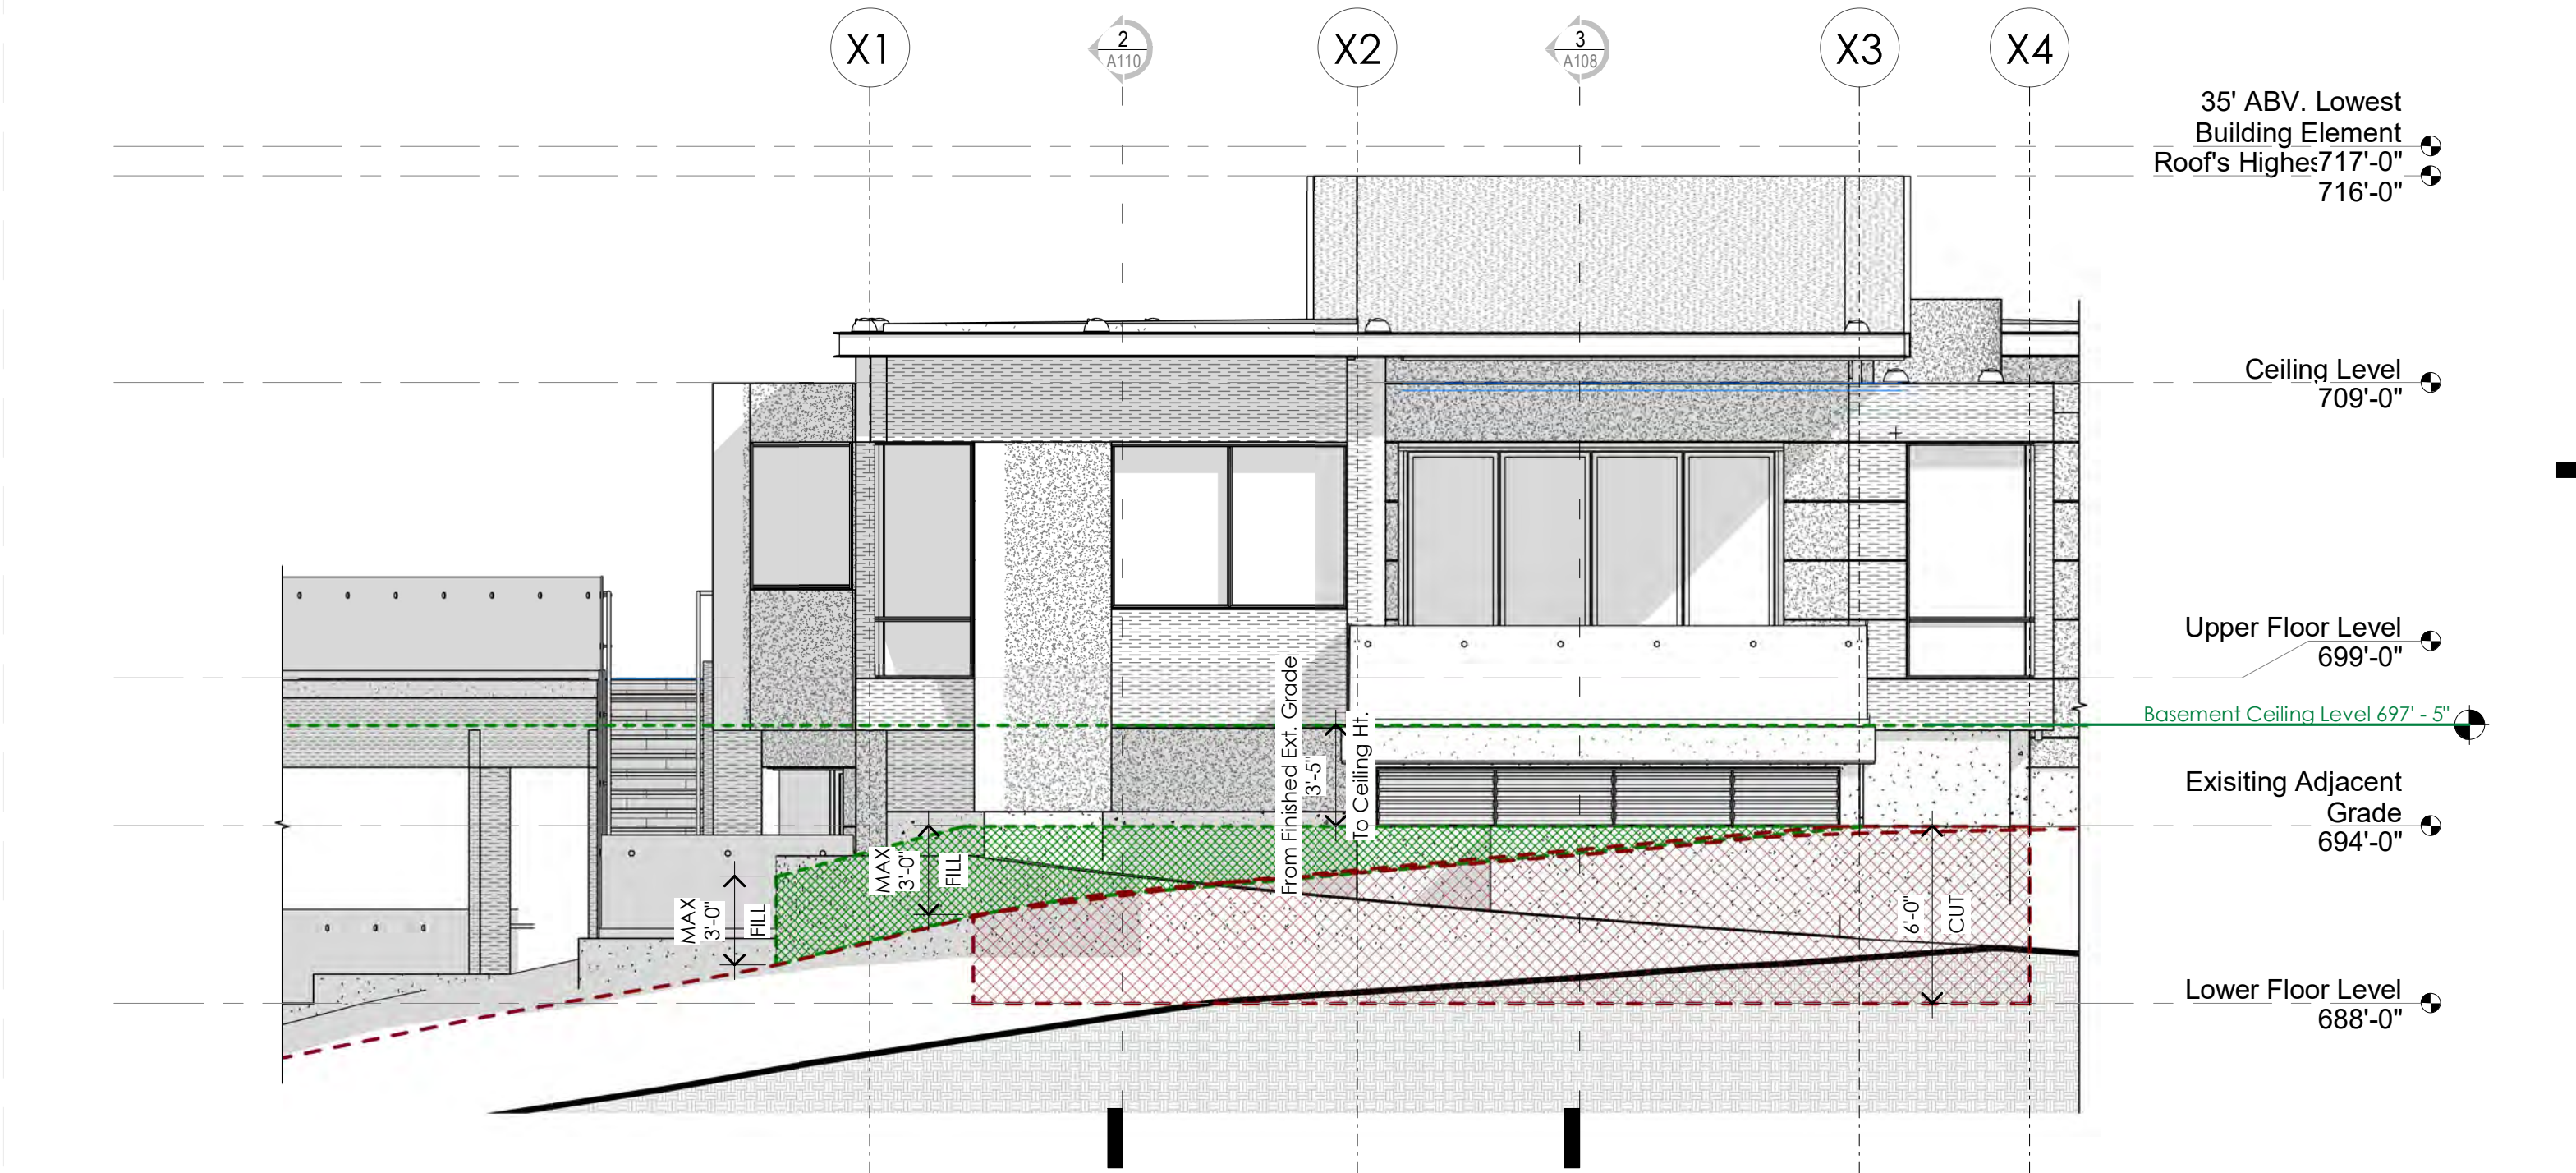 X1
2
A110
X2
3
A108
X3
X4
35' ABV. Lowest
Building Element
717'-0"
Roof's Highes
716'-0"
Ceiling Level
709'-0"
Upper Floor Level
699'-0"
Basement Ceiling Level 697' - 5"
Exisiting Adjacent
Grade
694'-0"
Lower Floor Level
688'-0"
MAX
3'-0"
FILL
MAX
3'-0"
FILL
From Finished Ext. Grade
3'-5"
To Ceiling Ht.
6'-0"
CUT